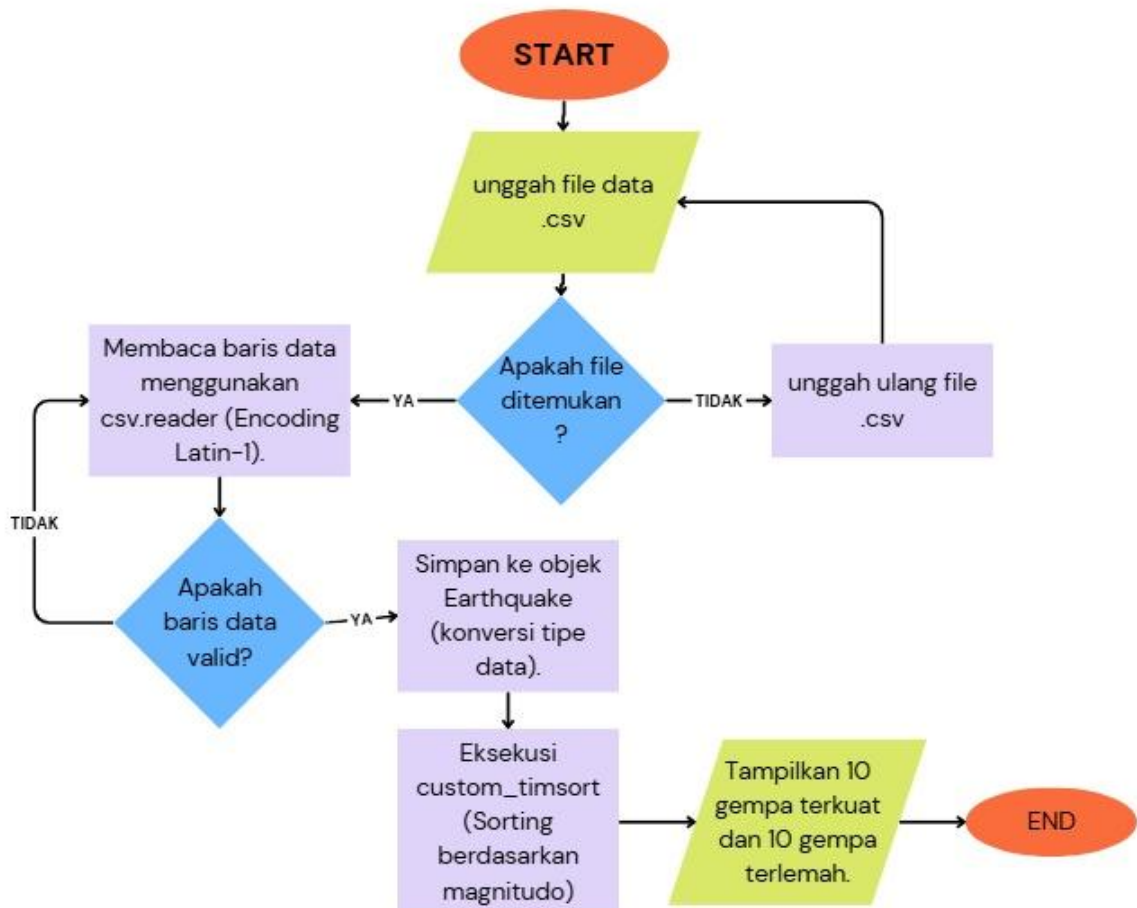 START
unggah file data
.csv
Apakah file
ditemukan
?
TIDAK
unggah ulang file
.csv
YA
Membaca baris data
menggunakan
csv.reader (Encoding
Latin-1).
Apakah
baris data
valid?
TIDAK
YA
Simpan ke objek
Earthquake
(konversi tipe
data).
Eksekusi
custom_timsort
(Sorting
berdasarkan
magnitudo)
Tampilkan 10
gempa terkuat
dan 10 gempa
terlemah.
END